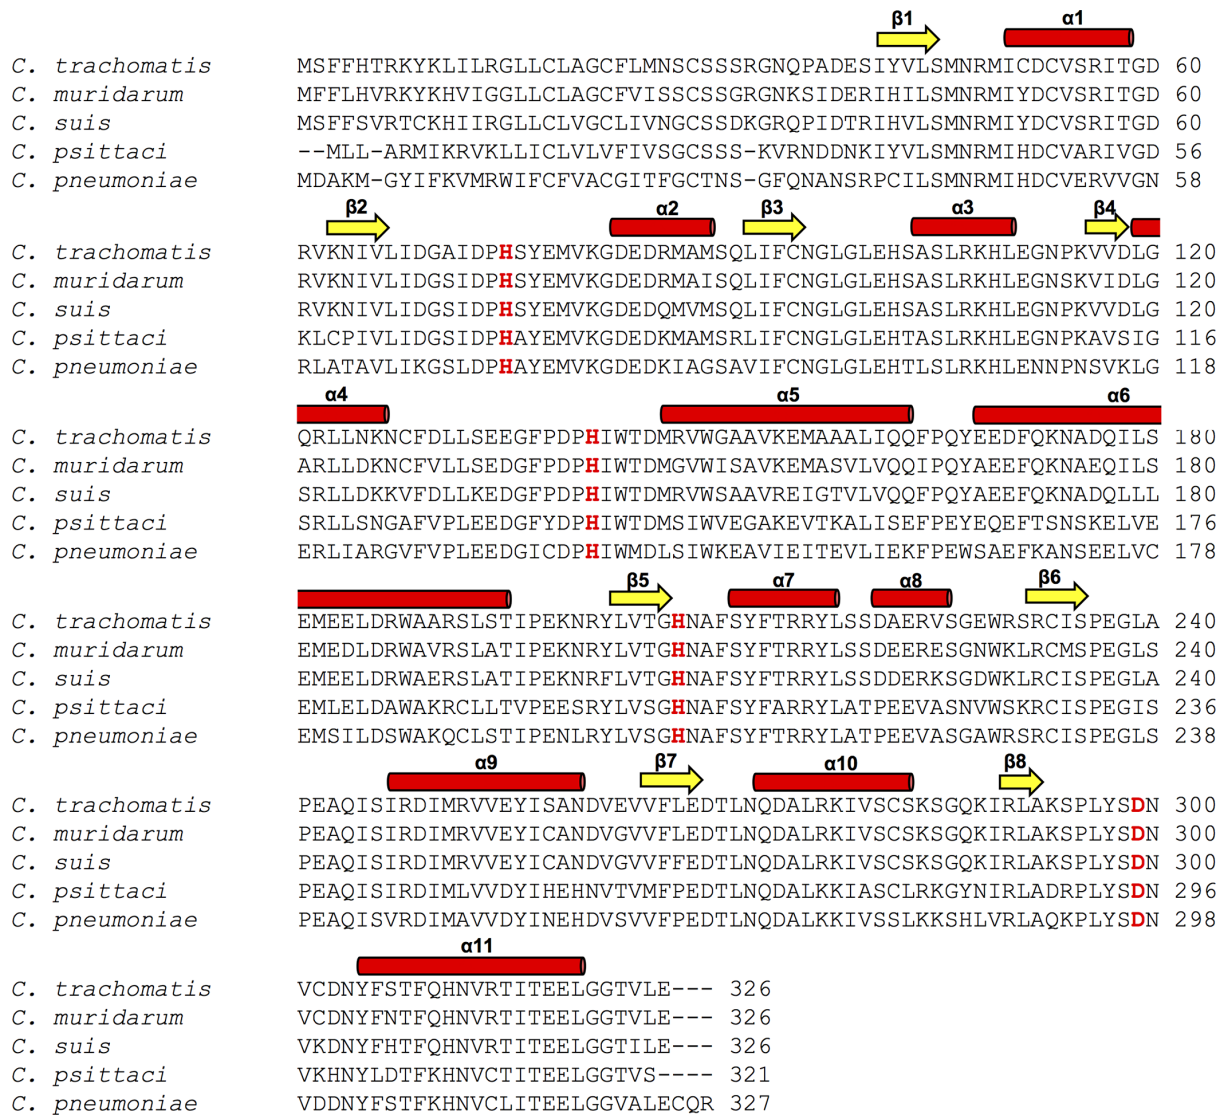 β1 α1
C. trachomatis MSFFHTRKYKLILRGLLCLAGCFLMNSCSSSRGNQPADESIYVLSMNRMICDCVSRITGD 60
C. muridarum MFFLHVRKYKHVIGGLLCLAGCFVISSCSSGRGNKSIDERIHILSMNRMIYDCVSRITGD 60
C. suis MSFFSVRTCKHIIRGLLCLVGCLIVNGCSSDKGRQPIDTRIHVLSMNRMIYDCVSRITGD 60
C. psittaci --MLL-ARMIKRVKLLICLVLVFIVSGCSSS-KVRNDDNKIYVLSMNRMIHDCVARIVGD 56
C. pneumoniae MDAKM-GYIFKVMRWIFCFVACGITFGCTNS-GFQNANSRPCILSMNRMIHDCVERVVGN 58
β2 α2 β3 α3 β4
C. trachomatis RVKNIVLIDGAIDPHSYEMVKGDEDRMAMSQLIFCNGLGLEHSASLRKHLEGNPKVVDLG 120
C. muridarum RVKNIVLIDGSIDPHSYEMVKGDEDRMAISQLIFCNGLGLEHSASLRKHLEGNSKVIDLG 120
C. suis RVKNIVLIDGSIDPHSYEMVKGDEDQMVMSQLIFCNGLGLEHSASLRKHLEGNPKVVDLG 120
C. psittaci KLCPIVLIDGSIDPHAYEMVKGDEDKMAMSRLIFCNGLGLEHTASLRKHLEGNPKAVSIG 116
C. pneumoniae RLATAVLIKGSLDPHAYEMVKGDEDKIAGSAVIFCNGLGLEHTLSLRKHLENNPNSVKLG 118
α4 α5 α6
C. trachomatis QRLLNKNCFDLLSEEGFPDPHIWTDMRVWGAAVKEMAAALIQQFPQYEEDFQKNADQILS 180
C. muridarum ARLLDKNCFVLLSEDGFPDPHIWTDMGVWISAVKEMASVLVQQIPQYAEEFQKNAEQILS 180
C. suis SRLLDKKVFDLLKEDGFPDPHIWTDMRVWSAAVREIGTVLVQQFPQYAEEFQKNADQLLL 180
C. psittaci SRLLSNGAFVPLEEDGFYDPHIWTDMSIWVEGAKEVTKALISEFPEYEQEFTSNSKELVE 176
C. pneumoniae ERLIARGVFVPLEEDGICDPHIWMDLSIWKEAVIEITEVLIEKFPEWSAEFKANSEELVC 178
β5 α7 α8 β6
C. trachomatis EMEELDRWAARSLSTIPEKNRYLVTGHNAFSYFTRRYLSSDAERVSGEWRSRCISPEGLA 240
C. muridarum EMEDLDRWAVRSLATIPEKNRYLVTGHNAFSYFTRRYLSSDEERESGNWKLRCMSPEGLS 240
C. suis EMEELDRWAERSLATIPEKNRFLVTGHNAFSYFTRRYLSSDDERKSGDWKLRCISPEGLA 240
C. psittaci EMLELDAWAKRCLLTVPEESRYLVSGHNAFSYFARRYLATPEEVASNVWSKRCISPEGIS 236
C. pneumoniae EMSILDSWAKQCLSTIPENLRYLVSGHNAFSYFTRRYLATPEEVASGAWRSRCISPEGLS 238
α9 β7 α10 β8
C. trachomatis PEAQISIRDIMRVVEYISANDVEVVFLEDTLNQDALRKIVSCSKSGQKIRLAKSPLYSDN 300
C. muridarum PEAQISIRDIMRVVEYICANDVGVVFLEDTLNQDALRKIVSCSKSGQKIRLAKSPLYSDN 300
C. suis PEAQISIRDIMRVVEYICANDVGVVFFEDTLNQDALRKIVSCSKSGQKIRLAKSPLYSDN 300
C. psittaci PEAQISIRDIMLVVDYIHEHNVTVMFPEDTLNQDALKKIASCLRKGYNIRLADRPLYSDN 296
C. pneumoniae PEAQISVRDIMAVVDYINEHDVSVVFPEDTLNQDALKKIVSSLKKSHLVRLAQKPLYSDN 298
α11
C. trachomatis VCDNYFSTFQHNVRTITEELGGTVLE--- 326
C. muridarum VCDNYFNTFQHNVRTITEELGGTVLE--- 326
C. suis VKDNYFHTFQHNVRTITEELGGTILE--- 326
C. psittaci VKHNYLDTFKHNVCTITEELGGTVS---- 321
C. pneumoniae VDDNYFSTFKHNVCLITEELGGVALECQR 327